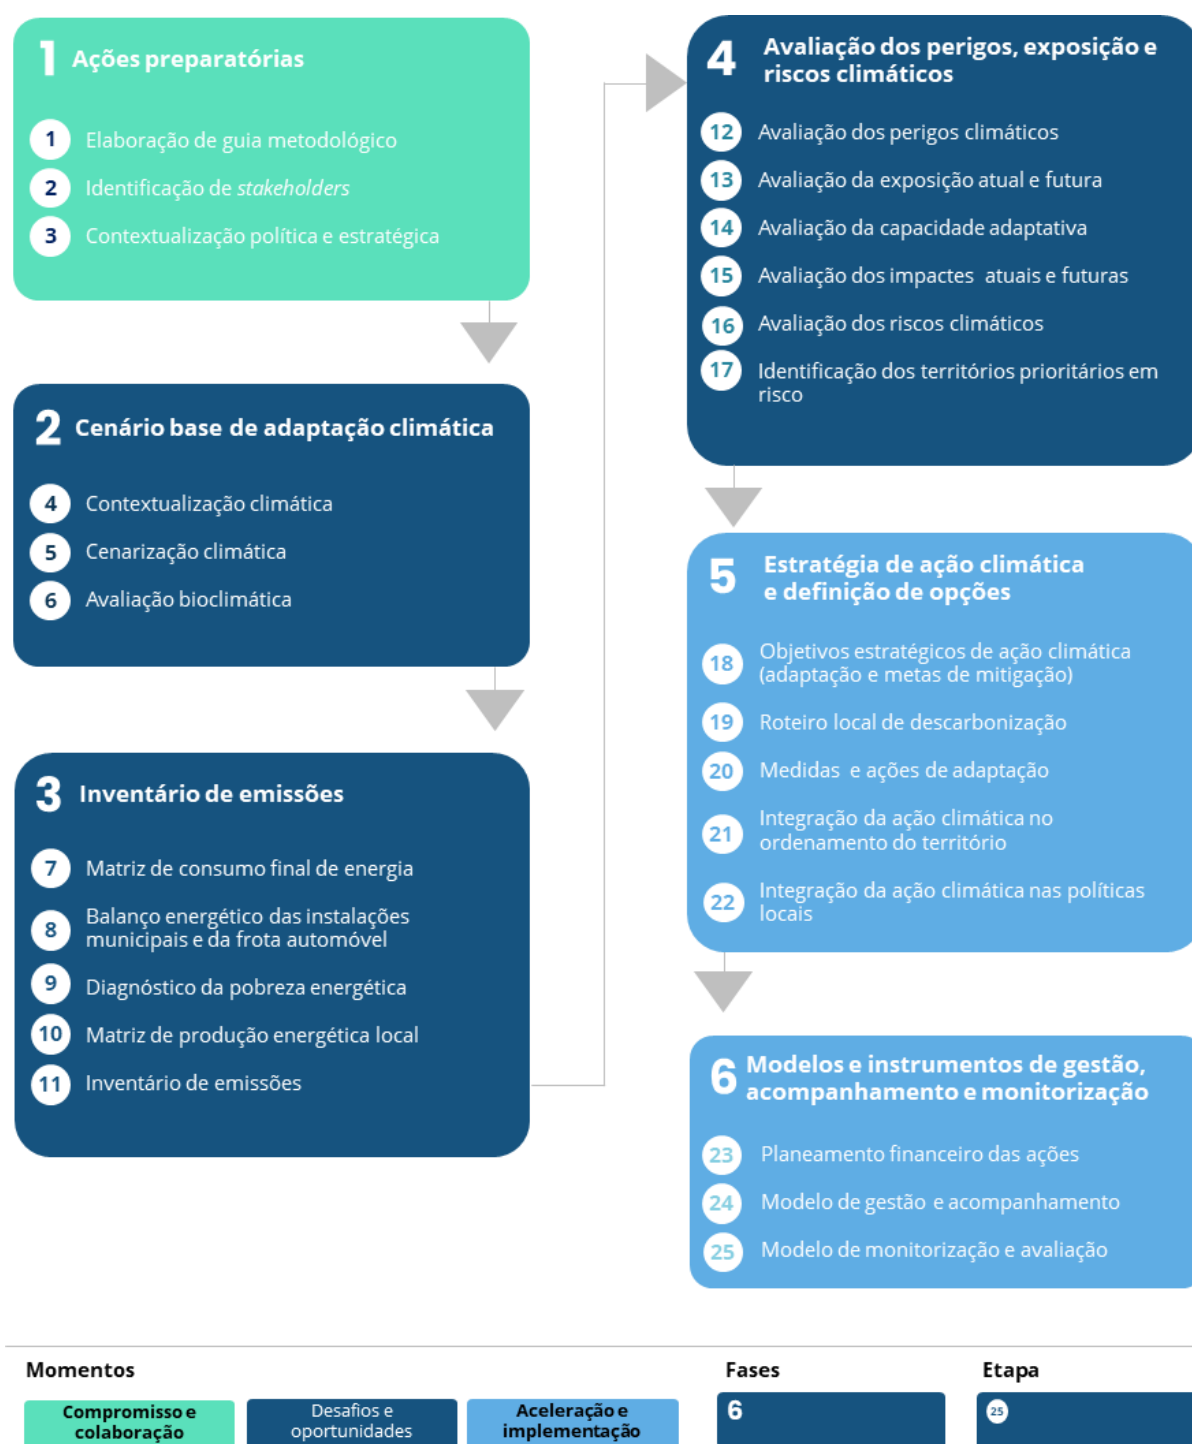 1 Ações preparatórias
1 Elaboração de guia metodológico
2 Identificação de stakeholders
3 Contextualização política e estratégica
2 Cenário base de adaptação climática
4 Contextualização climática
5 Cenarização climática
6 Avaliação bioclimática
3 Inventário de emissões
7 Matriz de consumo final de energia
8 Balanço energético das instalações
municipais e da frota automóvel
9 Diagnóstico da pobreza energética
10 Matriz de produção energética local
11 Inventário de emissões
4 Avaliação dos perigos, exposição e
riscos climáticos
12 Avaliação dos perigos climáticos
13 Avaliação da exposição atual e futura
14 Avaliação da capacidade adaptativa
15 Avaliação dos impactes atuais e futuras
16 Avaliação dos riscos climáticos
17 Identificação dos territórios prioritários em
risco
5 Estratégia de ação climática
e definição de opções
18 Objetivos estratégicos de ação climática
(adaptação e metas de mitigação)
19 Roteiro local de descarbonização
20 Medidas e ações de adaptação
21 Integração da ação climática no
ordenamento do território
22 Integração da ação climática nas políticas
locais
6 Modelos e instrumentos de gestão,
acompanhamento e monitorização
23 Planeamento financeiro das ações
24 Modelo de gestão e acompanhamento
25 Modelo de monitorização e avaliação
Momentos
Compromisso e
colaboração
Desafios e
oportunidades
Aceleração e
implementação
Fases
6
Etapa
25